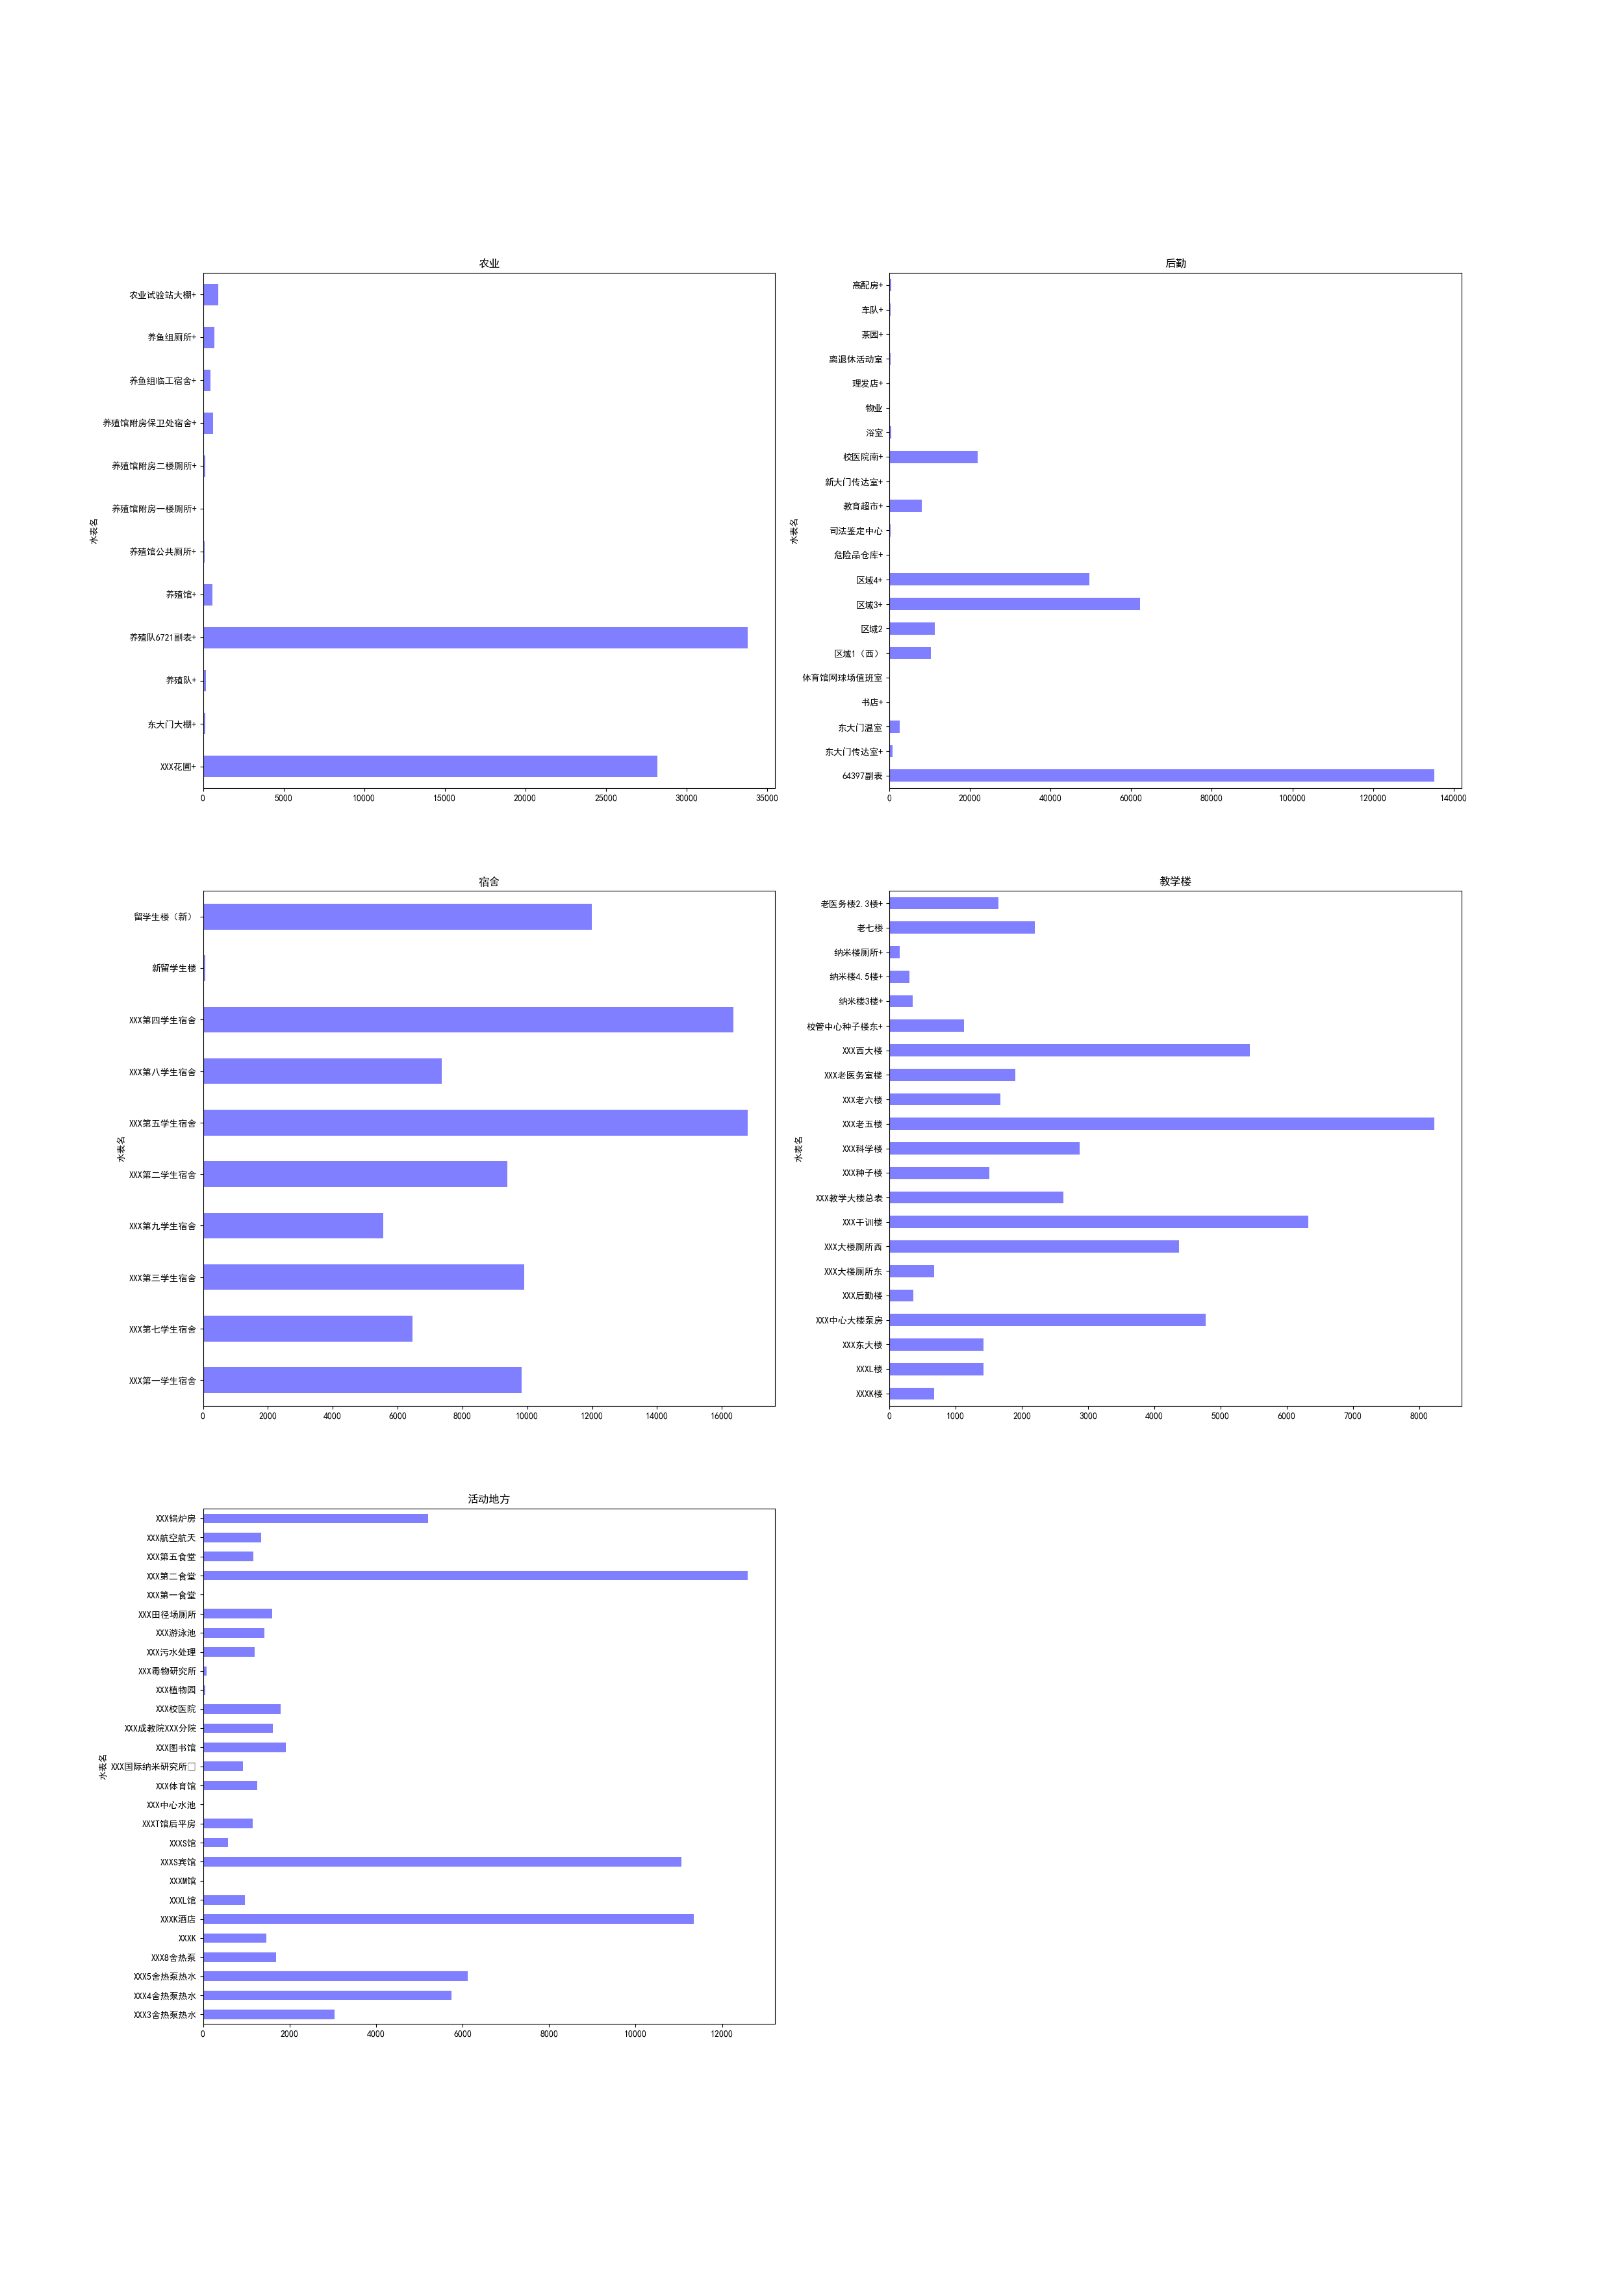 农业
农业试验站大棚+
养鱼组厕所+
养鱼组临工宿舍+
养殖馆附房保卫处宿舍+
养殖馆附房二楼厕所+
养殖馆附房一楼厕所+
养殖馆公共厕所+
养殖馆+
养殖队6721副表+
养殖队+
东大门大棚+
XXX花圃+
水表名
0 5000 10000 15000 20000 25000 30000 35000
后勤
高配房+
车队+
茶园+
离退休活动室
理发店+
物业
浴室
校医院南+
新大门传达室+
教育超市+
司法鉴定中心
危险品仓库+
区域4+
区域3+
区域2
区域1（西）
体育馆网球场值班室
书店+
东大门温室
东大门传达室+
64397副表
水表名
0 20000 40000 60000 80000 100000 120000 140000
宿舍
留学生楼（新）
新留学生楼
XXX第四学生宿舍
XXX第八学生宿舍
XXX第五学生宿舍
XXX第二学生宿舍
XXX第九学生宿舍
XXX第三学生宿舍
XXX第七学生宿舍
XXX第一学生宿舍
水表名
0 2000 4000 6000 8000 10000 12000 14000 16000
教学楼
老医务楼2.3楼+
老七楼
纳米楼厕所+
纳米楼4.5楼+
纳米楼3楼+
校管中心种子楼东+
XXX西大楼
XXX老医务室楼
XXX老六楼
XXX老五楼
XXX科学楼
XXX种子楼
XXX教学大楼总表
XXX干训楼
XXX大楼厕所西
XXX大楼厕所东
XXX后勤楼
XXX中心大楼泵房
XXX东大楼
XXXL楼
XXXK楼
水表名
0 1000 2000 3000 4000 5000 6000 7000 8000
活动地方
XXX锅炉房
XXX航空航天
XXX第五食堂
XXX第二食堂
XXX第一食堂
XXX田径场厕所
XXX游泳池
XXX污水处理
XXX毒物研究所
XXX植物园
XXX校医院
XXX成教院XXX分院
XXX图书馆
XXX国际纳米研究所
XXX体育馆
XXX中心水池
XXXT馆后平房
XXXS馆
XXXS宾馆
XXXM馆
XXXL馆
XXXK酒店
XXXK
XXX8舍热泵
XXX5舍热泵热水
XXX4舍热泵热水
XXX3舍热泵热水
水表名
0 2000 4000 6000 8000 10000 12000